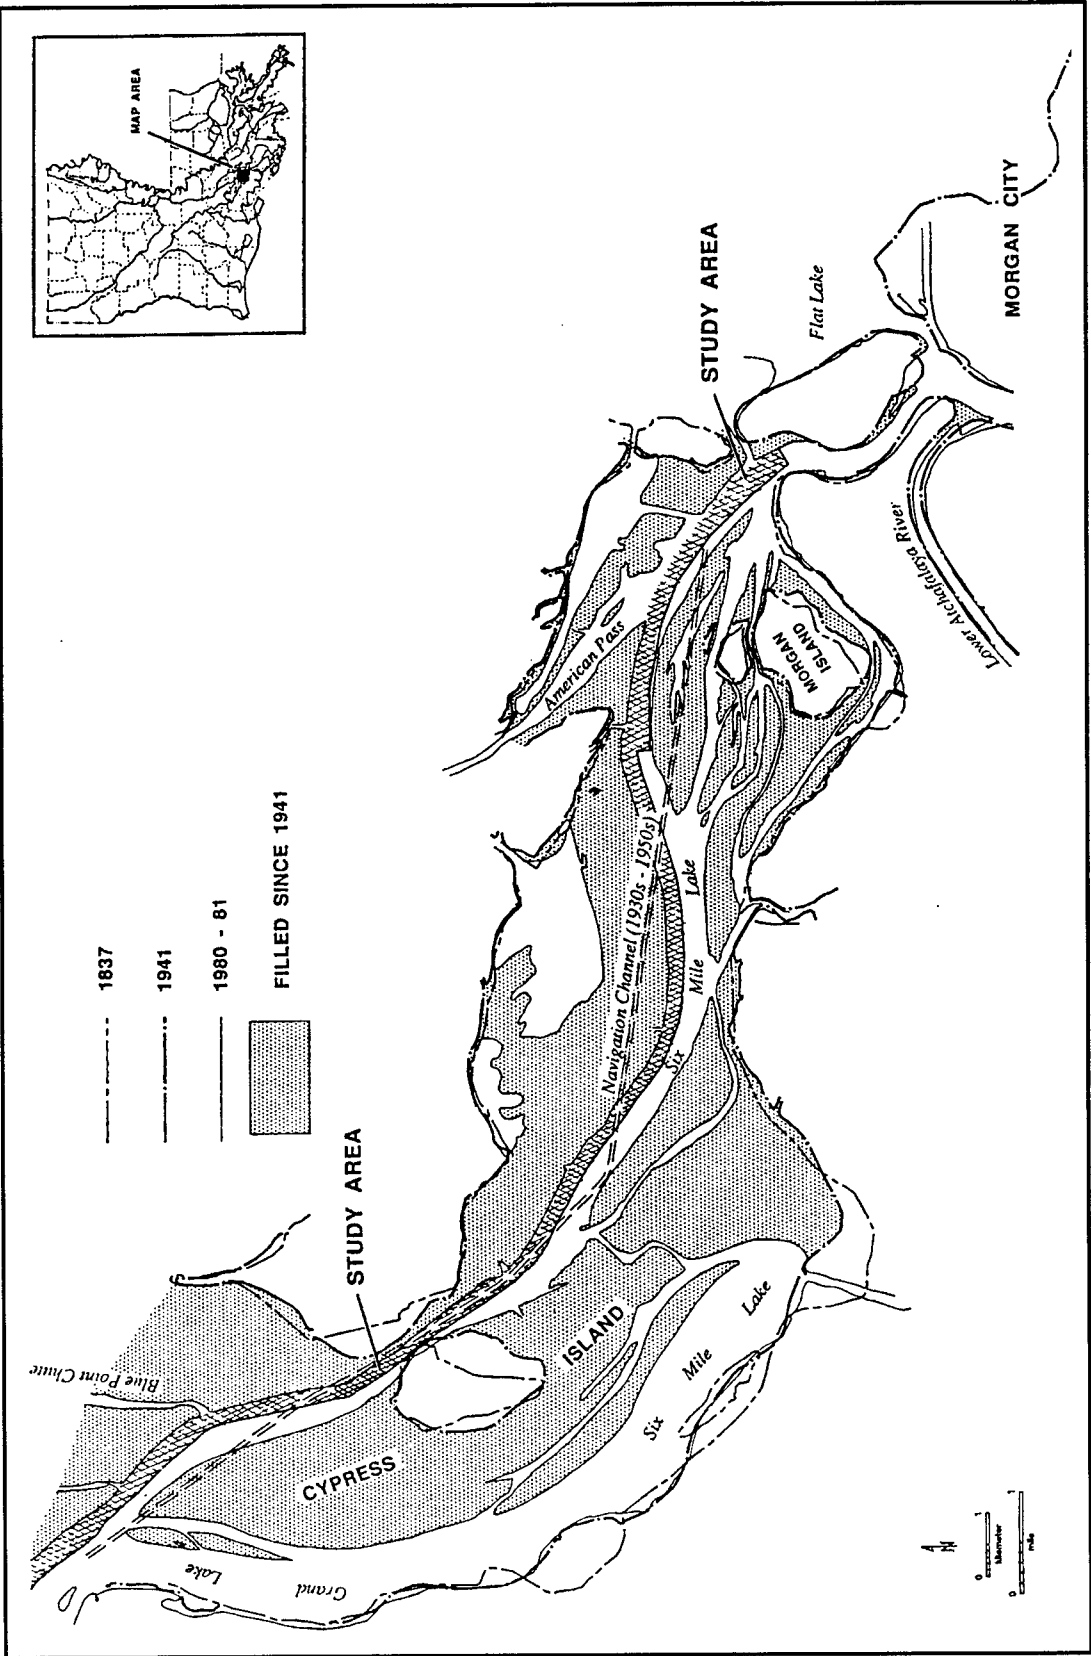 MAP AREA
1837
1941
1980 - 81
FILLED SINCE 1941
STUDY AREA
STUDY AREA
Blue Point Chute
Grand
Lake
CYPRESS
ISLAND
Six
Mile
Lake
Navigation Channel (1930s - 1950s)
Six
Mile
Lake
American Pass
MORGAN
ISLAND
Flat Lake
Lower Atchafalaya River
MORGAN CITY
N
0 1
kilometer
0 1
mile